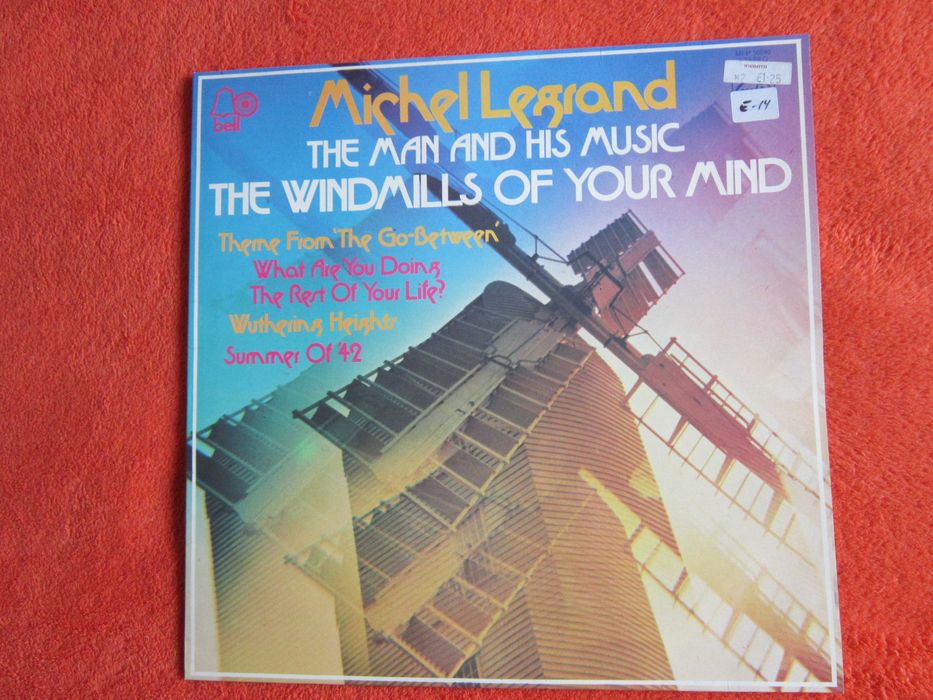 bell
Michel Legrand
THE MAN AND HIS MUSIC
THE WINDMILLS OF YOUR MIND
Theme From 'The Go-Between'
What Are You Doing
The Rest Of Your Life?
Wuthering Heights
Summer Of '42
£1·25
£-14